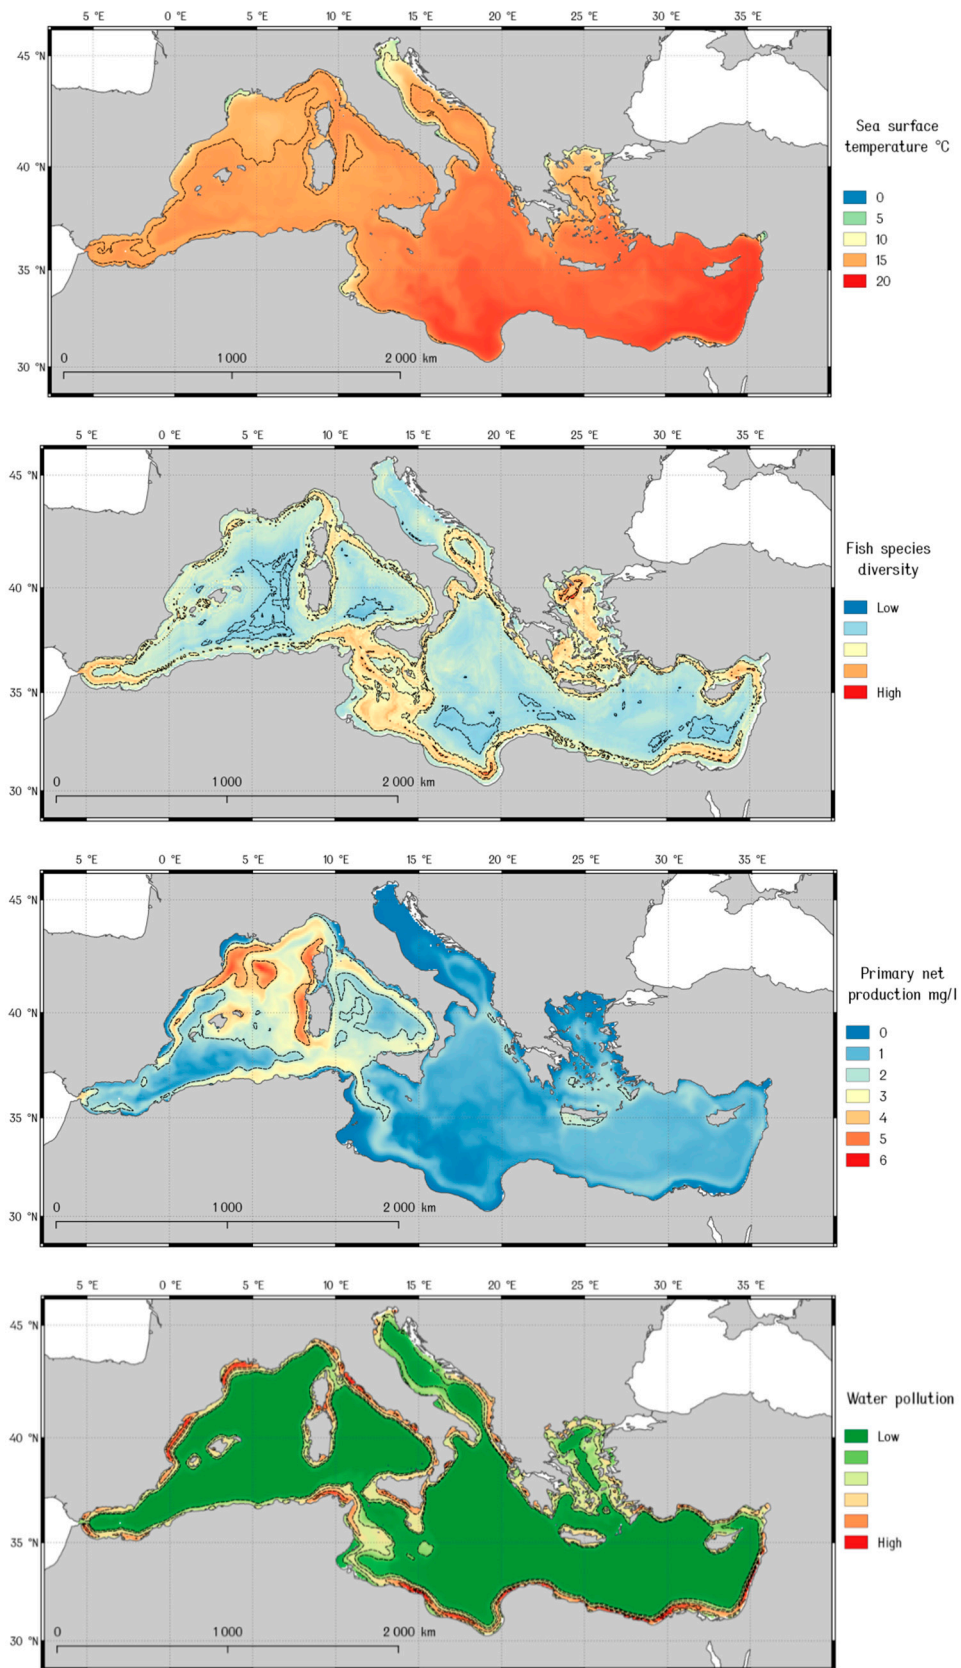 5 °E 0 °E 5 °E 10 °E 15 °E 20 °E 25 °E 30 °E 35 °E
45 °N
40 °N
35 °N
30 °N
0 1 000 2 000 km
Sea surface
temperature °C
0
5
10
15
20
5 °E 0 °E 5 °E 10 °E 15 °E 20 °E 25 °E 30 °E 35 °E
45 °N
40 °N
35 °N
30 °N
0 1 000 2 000 km
Fish species
diversity
Low
High
5 °E 0 °E 5 °E 10 °E 15 °E 20 °E 25 °E 30 °E 35 °E
45 °N
40 °N
35 °N
30 °N
0 1 000 2 000 km
Primary net
production mg/l
0
1
2
3
4
5
6
5 °E 0 °E 5 °E 10 °E 15 °E 20 °E 25 °E 30 °E 35 °E
45 °N
40 °N
35 °N
30 °N
0 1 000 2 000 km
Water pollution
Low
High